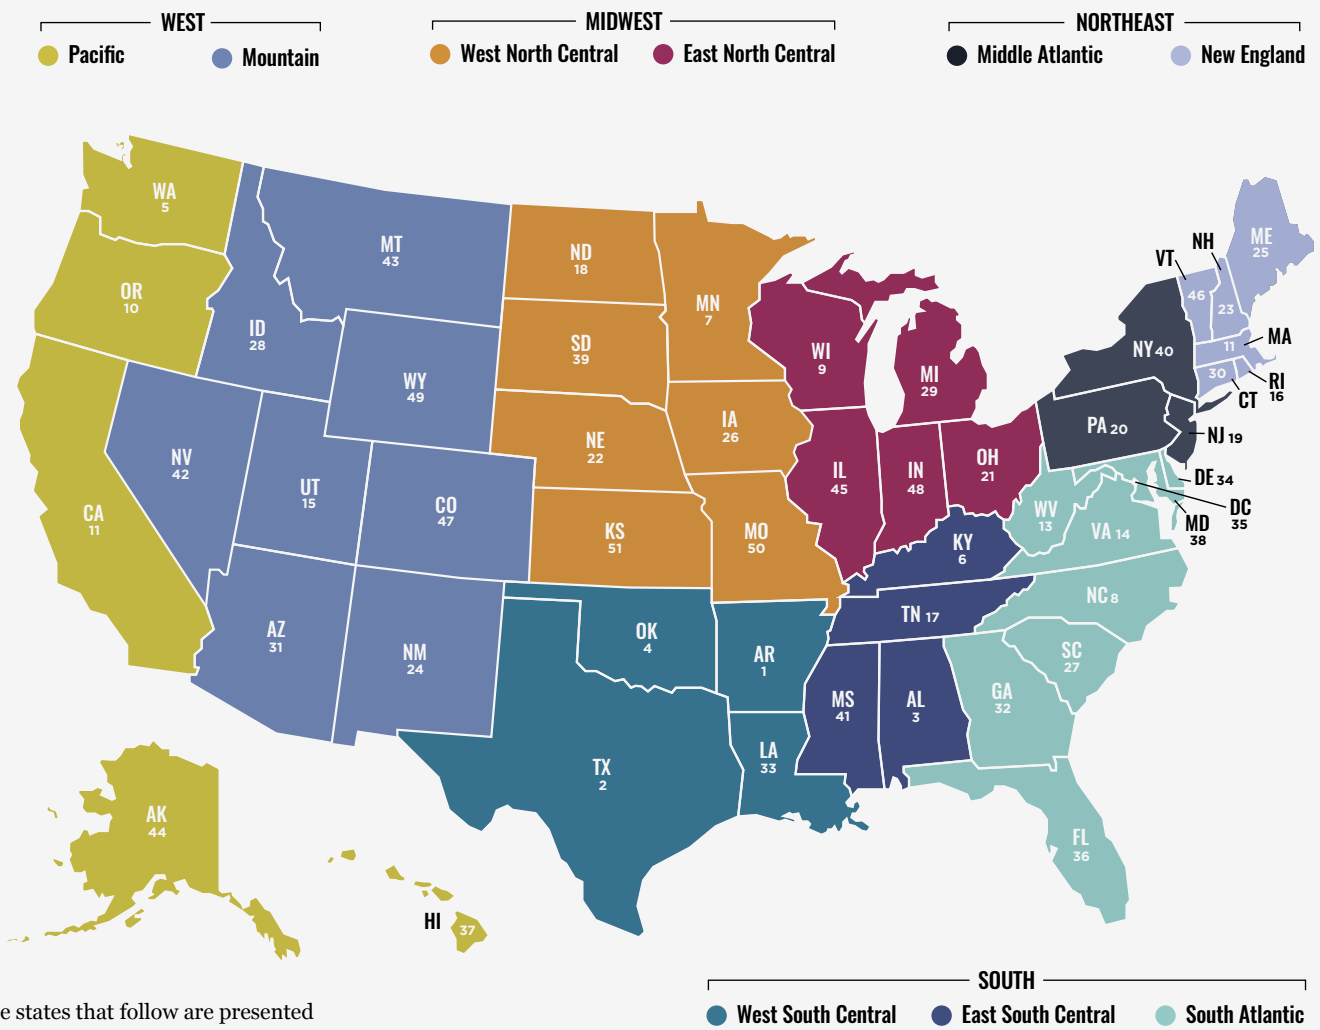 WEST
Pacific
Mountain
MIDWEST
West North Central
East North Central
NORTHEAST
Middle Atlantic
New England
WA
5
OR
10
CA
11
ID
28
NV
42
MT
43
WY
49
UT
15
CO
47
AZ
31
NM
24
ND
18
SD
39
NE
22
KS
51
MN
7
IA
26
MO
50
WI
9
MI
29
IL
45
IN
48
OH
21
KY
6
TN 17
MS
41
AL
3
OK
4
AR
1
TX
2
LA
33
WV
13
VA 14
NC 8
SC
27
GA
32
FL
36
NY 40
PA 20
NJ 19
DE 34
DC
35
MD
38
VT
46
NH
23
ME
25
MA
11
RI
16
CT
30
AK
44
HI
37
e states that follow are presented
SOUTH
West South Central
East South Central
South Atlantic